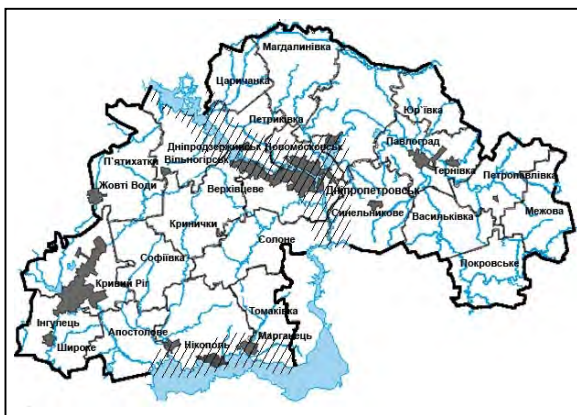 Магдалинівка
Царичанка
Юр`ївка
Петриківка
Дніпродзержинськ Новомосковськ
Павлоград
Вільногірськ
П`ятихатки
Тернівка
Петропавлівка
Жовті Води
Верхівцеве
Дніпропетровськ
Синельникове
Васильківка
Межова
Кринички
Солоне
Софіївка
Покровське
Кривий Ріг
Томаківка
Інгулець
Апостолове
Марганець
Широке
Нікополь